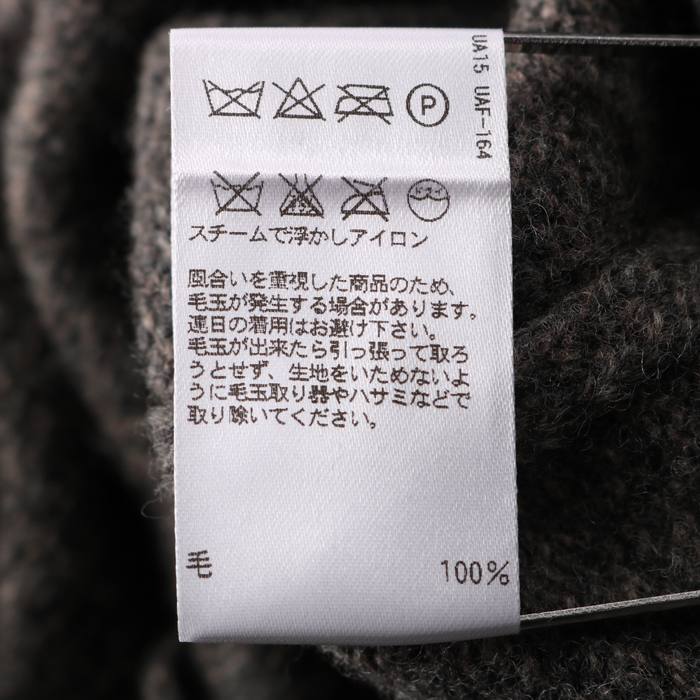 UA15 UAF-164
P
ドライ
スチームで浮かしアイロン
風合いを重視した商品のため、
毛玉が発生する場合があります。
連日の着用はお避け下さい。
毛玉が出来たら引っ張って取ろ
うとせず、生地をいためないよ
うに毛玉取り器やハサミなどで
取り除いてください。
毛 100%